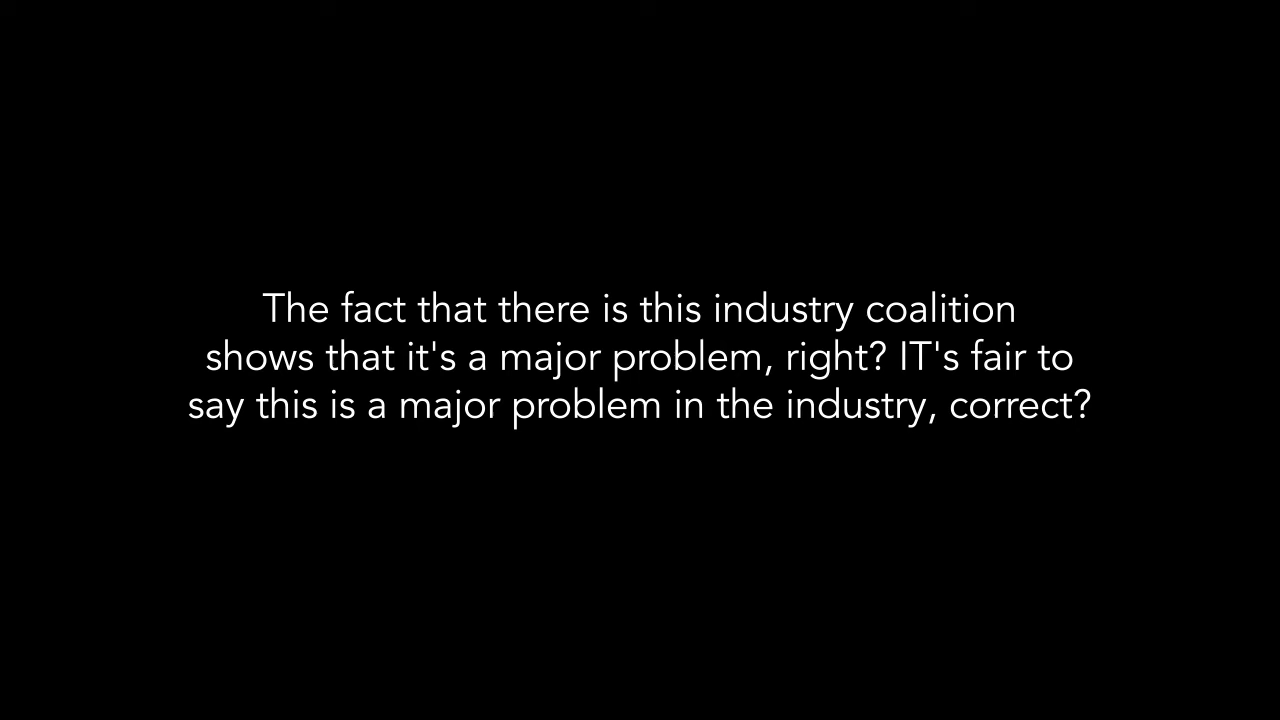 The fact that there is this industry coalition
shows that it's a major problem, right? IT's fair to
say this is a major problem in the industry, correct?